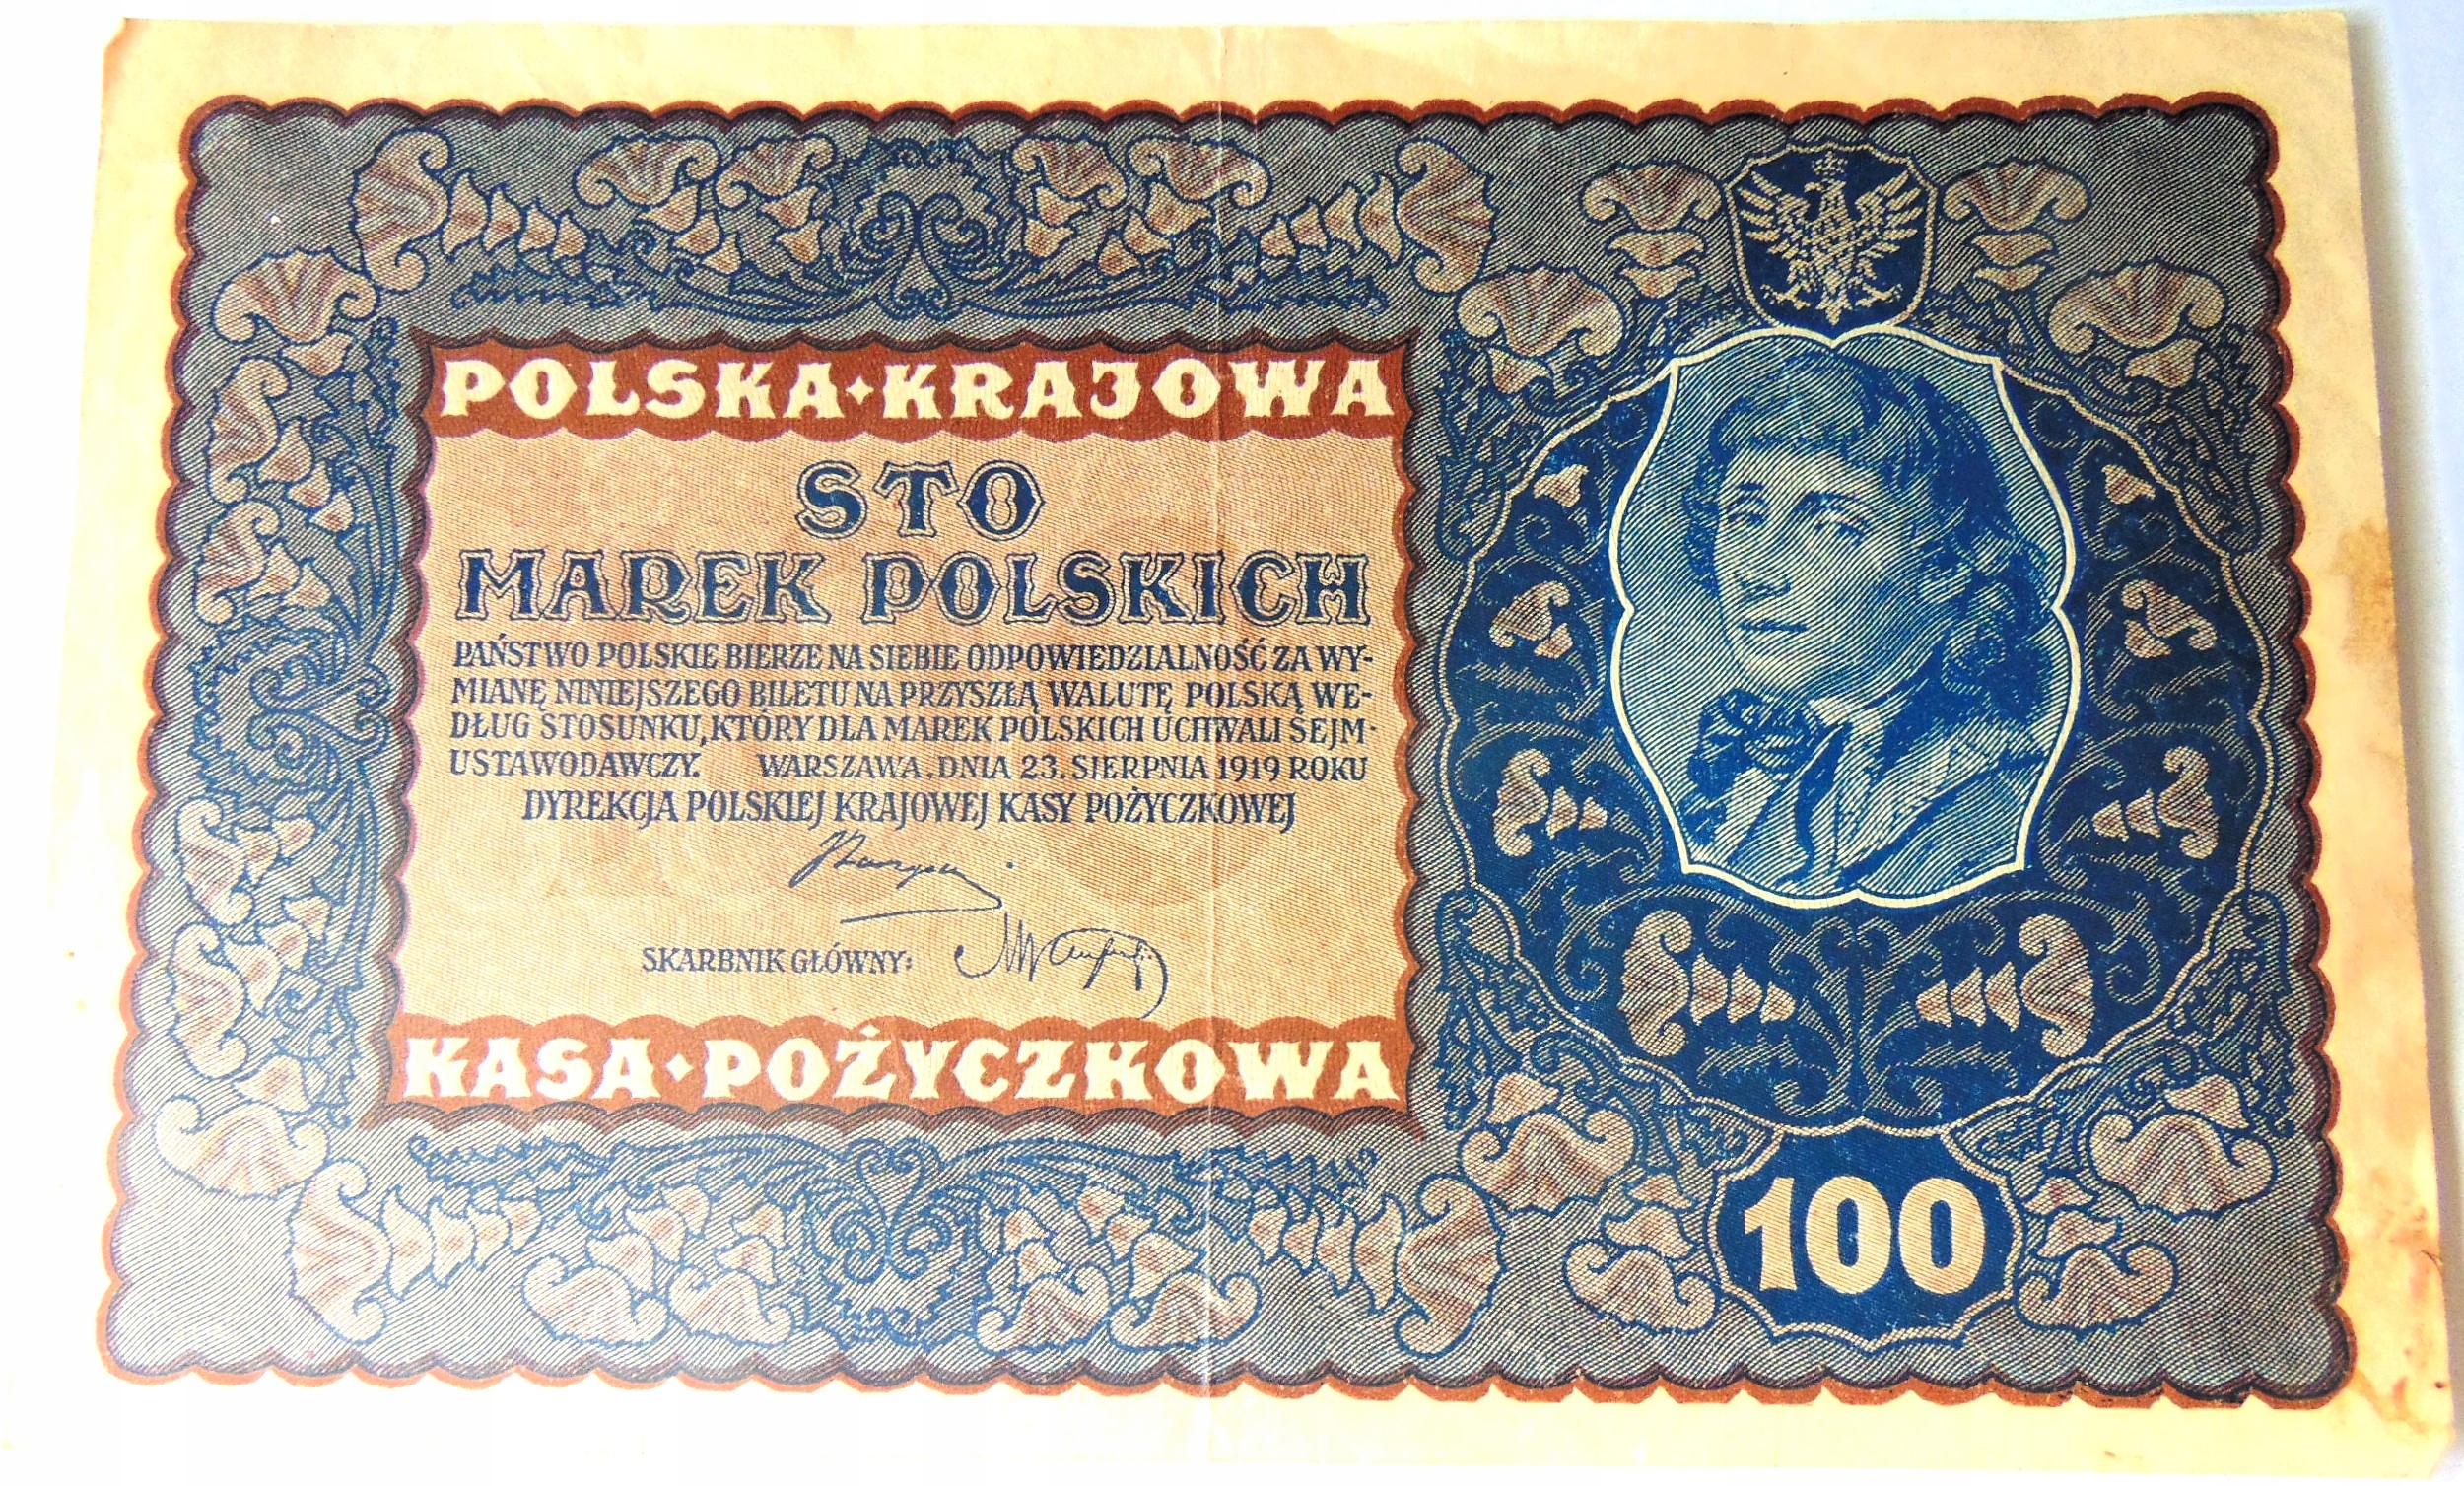 POLSKA·KRAJOWA
STO
MAREK POLSKICH
PAŃSTWO POLSKIE BIERZE NA SIEBIE ODPOWIEDZIALNOŚĆ ZA WY-
MIANĘ NINIEJSZEGO BILETU NA PRZYSZŁĄ WALUTĘ POLSKĄ WE-
DŁUG STOSUNKU, KTÓRY DLA MAREK POLSKICH UCHWALI SEJM-
USTAWODAWCZY. WARSZAWA, DNIA 23. SIERPNIA 1919 ROKU
DYREKCJA POLSKIEJ KRAJOWEJ KASY POŻYCZKOWEJ
SKARBNIK GŁÓWNY:
KASA·POŻYCZKOWA
100